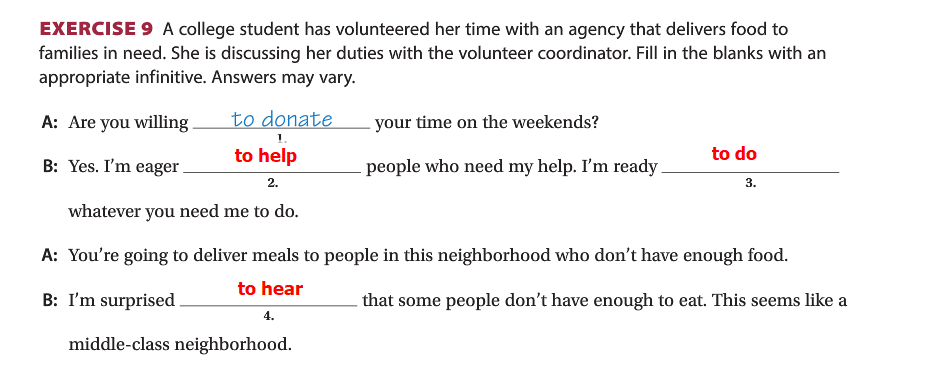 EXERCISE 9 A college student has volunteered her time with an agency that delivers food to
families in need. She is discussing her duties with the volunteer coordinator. Fill in the blanks with an
appropriate infinitive. Answers may vary.
A: Are you willing to donate your time on the weekends?
1.
B: Yes. I'm eager to help people who need my help. I'm ready to do
2. 3.
whatever you need me to do.
A: You're going to deliver meals to people in this neighborhood who don't have enough food.
B: I'm surprised to hear that some people don't have enough to eat. This seems like a
4.
middle-class neighborhood.